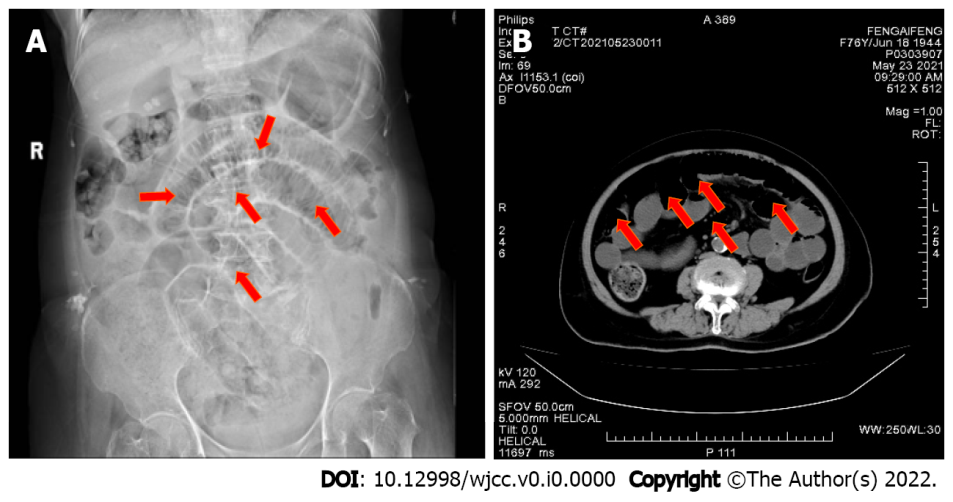 A
R
Philips
T CT#
2/CT202105230011
Im: 69
Ax I1153.1 (coi)
DFOV50.0cm
B
B
A 389
FENGAIFENG
F76Y/Jun 18 1944
P0303907
May 23 2021
09:29:00 AM
512 X 512
Mag =1.00
FL:
ROT:
R
2
4
6
L
2
5
4
kV 120
mA 292
SFOV 50.0cm
5.000mm HELICAL
Tilt: 0.0
HELICAL
11697 ms
P 111
WW:250WL:30
DOI: 10.12998/wjcc.v0.i0.0000 Copyright ©The Author(s) 2022.